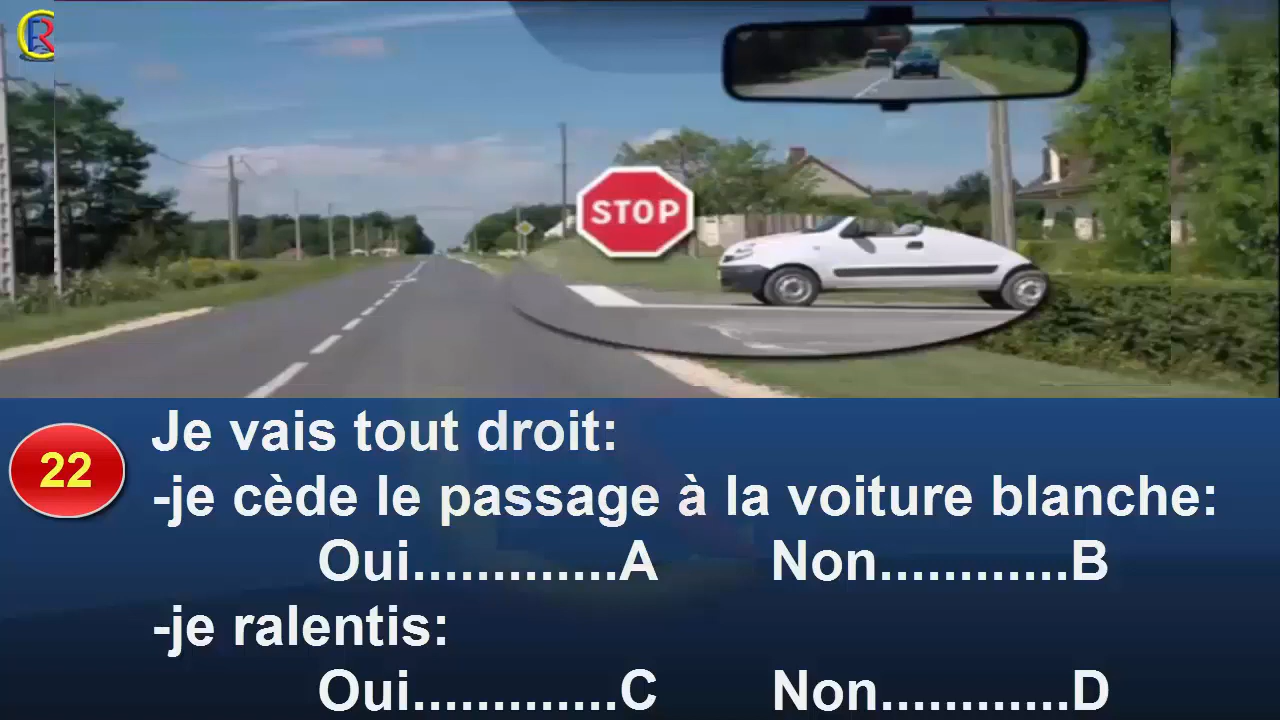 CER
STOP
22
Je vais tout droit:
-je cède le passage à la voiture blanche:
Oui.............A Non............B
-je ralentis:
Oui.............C Non............D